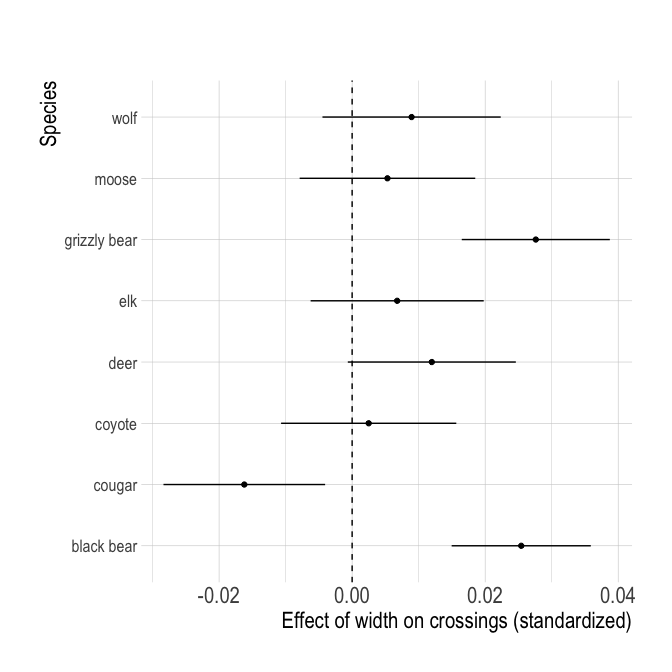 Species
wolf
moose
grizzly bear
elk
deer
coyote
cougar
black bear
-0.02 0.00 0.02 0.04
Effect of width on crossings (standardized)